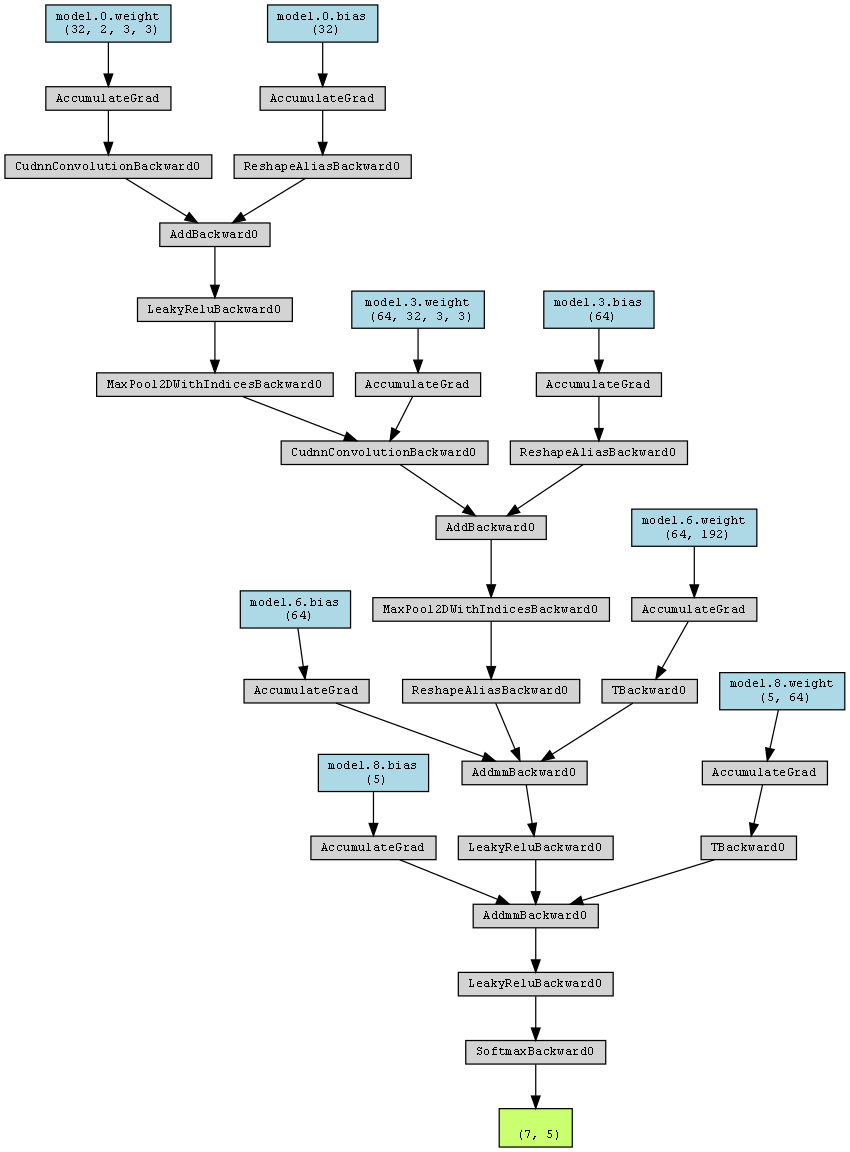 model.0.weight
(32, 2, 3, 3)
model.0.bias
(32)
AccumulateGrad
AccumulateGrad
CudnnConvolutionBackward0
ReshapeAliasBackward0
AddBackward0
LeakyReluBackward0
model.3.weight
(64, 32, 3, 3)
model.3.bias
(64)
MaxPool2DWithIndicesBackward0
AccumulateGrad
AccumulateGrad
CudnnConvolutionBackward0
ReshapeAliasBackward0
AddBackward0
model.6.weight
(64, 192)
model.6.bias
(64)
MaxPool2DWithIndicesBackward0
AccumulateGrad
AccumulateGrad
ReshapeAliasBackward0
TBackward0
model.8.weight
(5, 64)
model.8.bias
(5)
AddmmBackward0
AccumulateGrad
AccumulateGrad
LeakyReluBackward0
TBackward0
AddmmBackward0
LeakyReluBackward0
SoftmaxBackward0
(7, 5)